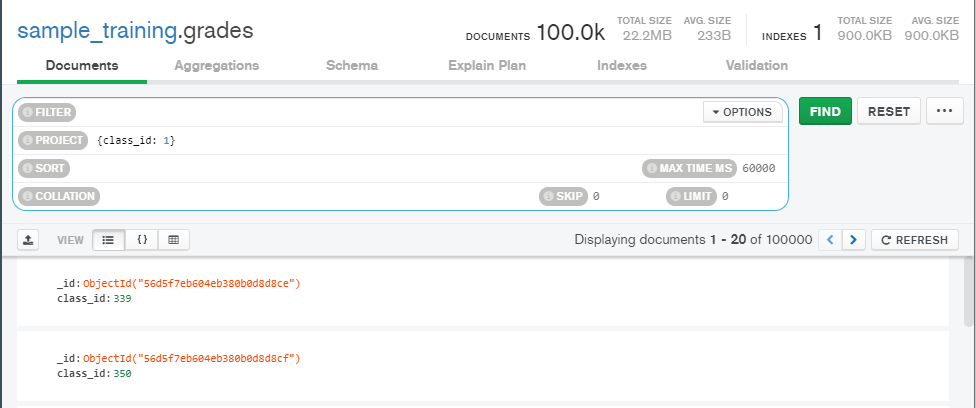 sample_training.grades
DOCUMENTS 100.0k TOTAL SIZE 22.2MB AVG. SIZE 233B INDEXES 1 TOTAL SIZE 900.0KB AVG. SIZE 900.0KB
Documents Aggregations Schema Explain Plan Indexes Validation
FILTER OPTIONS FIND RESET ...
PROJECT {class_id: 1}
SORT MAX TIME MS 60000
COLLATION SKIP 0 LIMIT 0
VIEW {} Displaying documents 1 - 20 of 100000 < > REFRESH
_id: ObjectId("56d5f7eb604eb380b0d8d8ce")
class_id: 339
_id: ObjectId("56d5f7eb604eb380b0d8d8cf")
class_id: 350